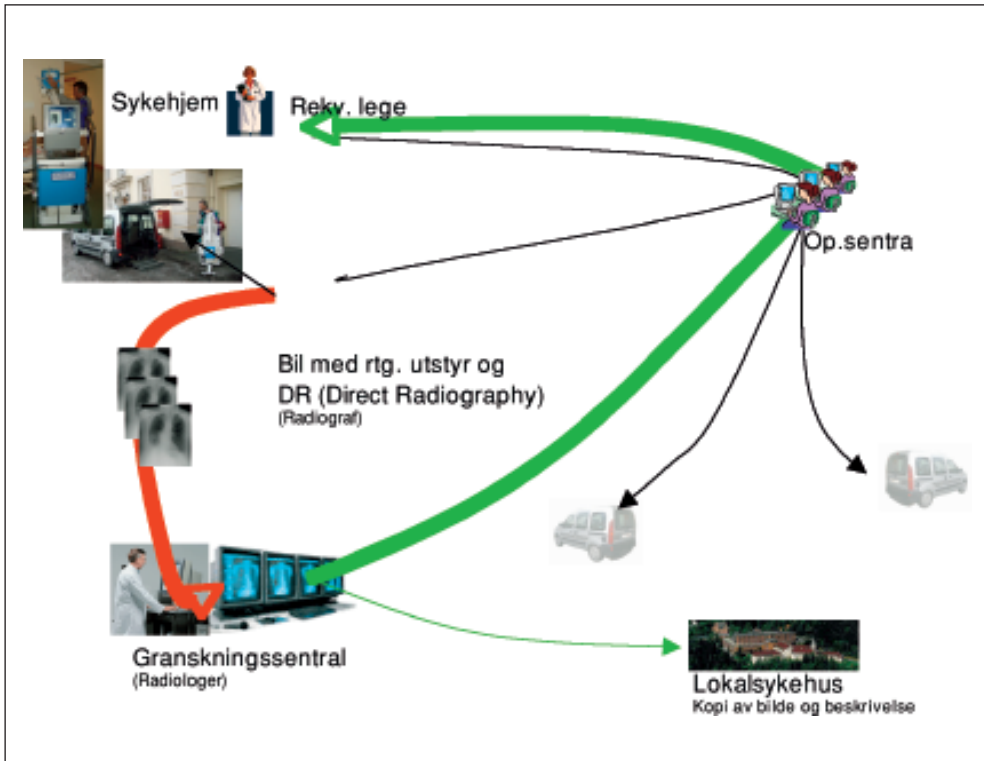 Sykehjem
Rekv. lege
Op.sentra
Bil med rtg. utstyr og
DR (Direct Radiography)
(Radiograf)
Granskningssentral
(Radiologer)
Lokalsykehus
Kopi av bilde og beskrivelse